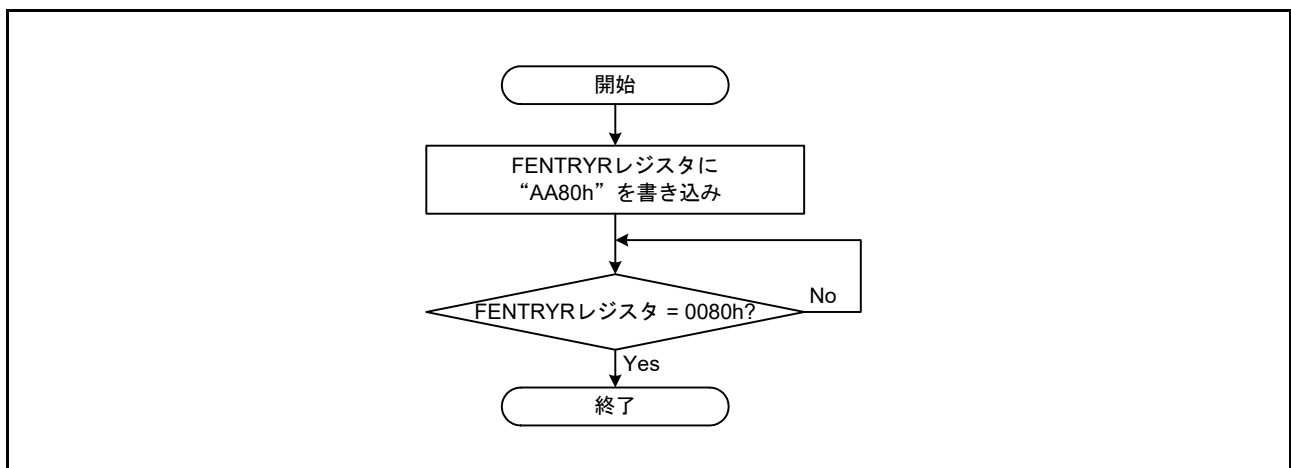 開始
FENTRYRレジスタに
“AA80h”を書き込み
FENTRYRレジスタ = 0080h?
No
Yes
終了